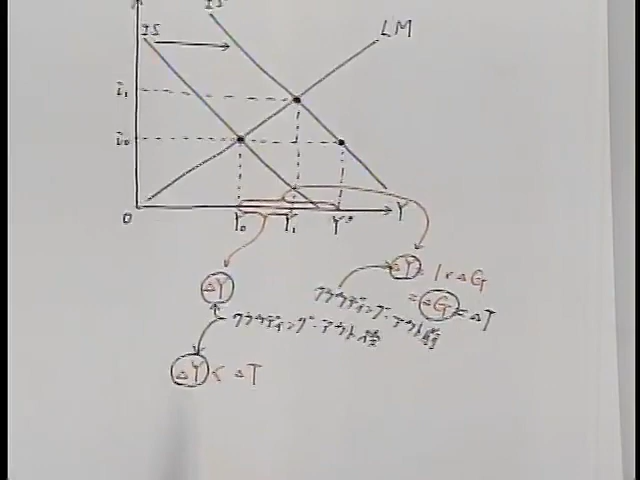 IS
IS'
LM
i₁
i₀
0
Y₀
Y₁
Y*
Y
ΔY = 1×ΔG
= ΔG = ΔT
クラウディング・アウト前
ΔY
クラウディング・アウト後
ΔY < ΔT